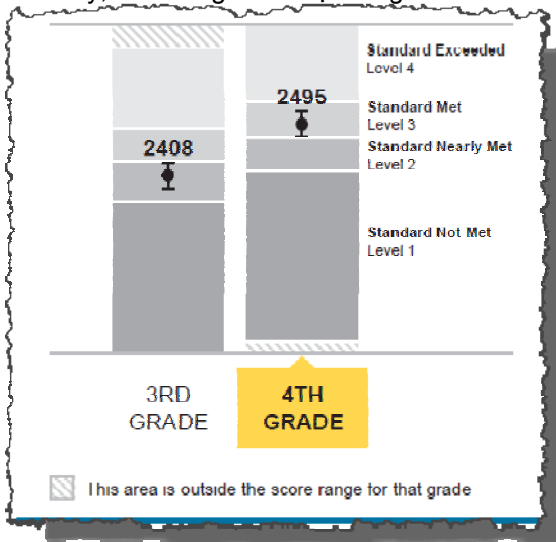 Standard Exceeded
Level 4
2495
Standard Met
Level 3
2408
Standard Nearly Met
Level 2
Standard Not Met
Level 1
3RD
GRADE
4TH
GRADE
This area is outside the score range for that grade